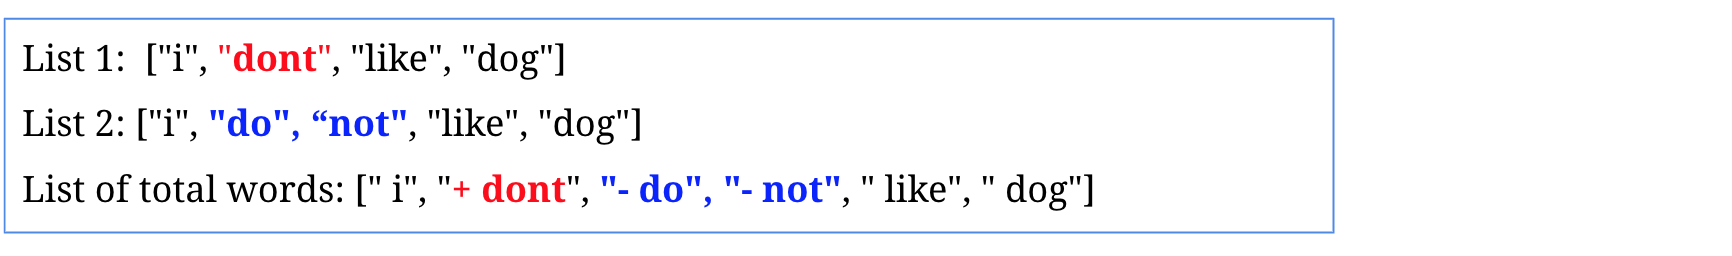 List 1:  ["i", "dont", "like", "dog"]
List 2: ["i", "do", “not", "like", "dog"]
List of total words: [" i", "+ dont", "- do", "- not", " like", " dog"]